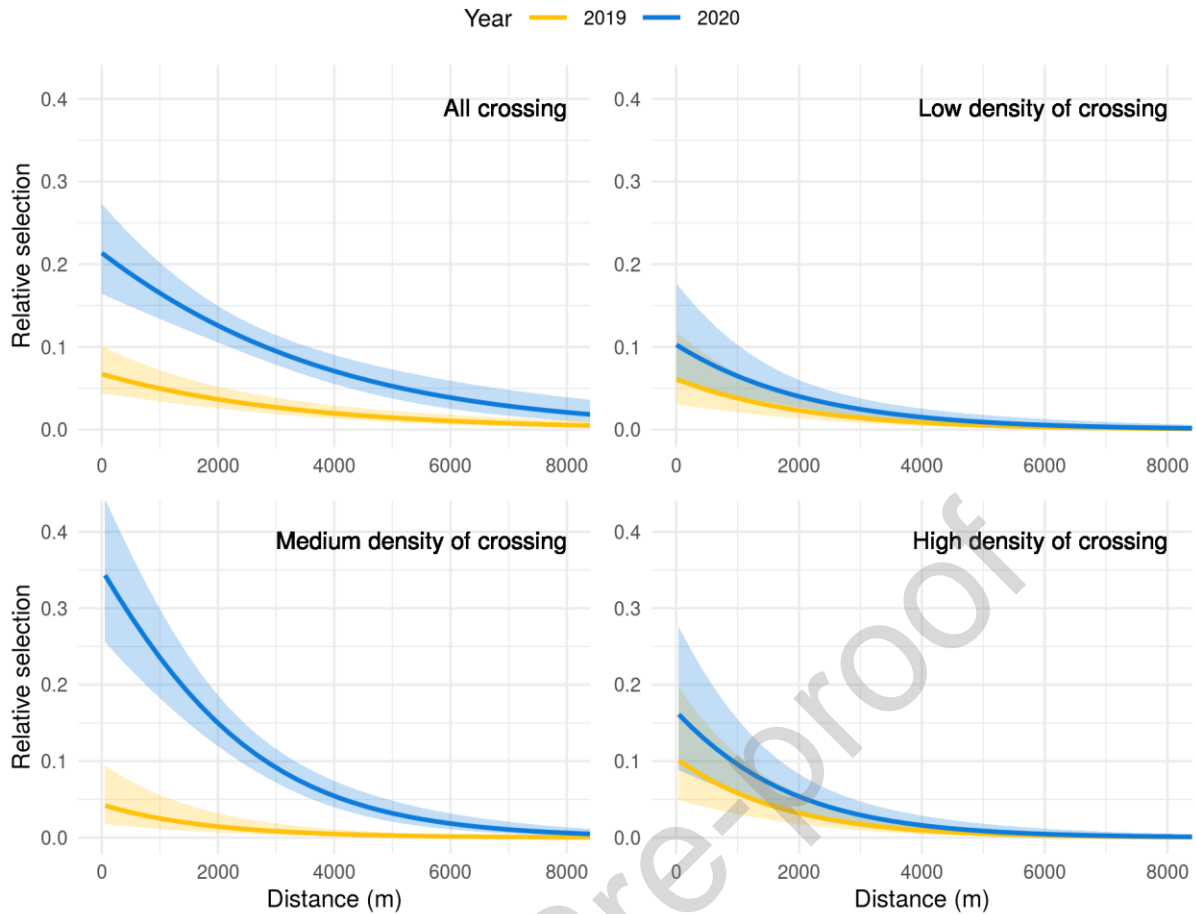 Year 2019 2020
All crossing
Low density of crossing
0.4 0.4
0.3 0.3
0.2 0.2
0.1 0.1
0.0 0.0
Relative selection
0 2000 4000 6000 8000 0 2000 4000 6000 8000
Medium density of crossing
High density of crossing
0.4 0.4
0.3 0.3
0.2 0.2
0.1 0.1
0.0 0.0
Relative selection
0 2000 4000 6000 8000 0 2000 4000 6000 8000
Distance (m) Distance (m)
re-proof